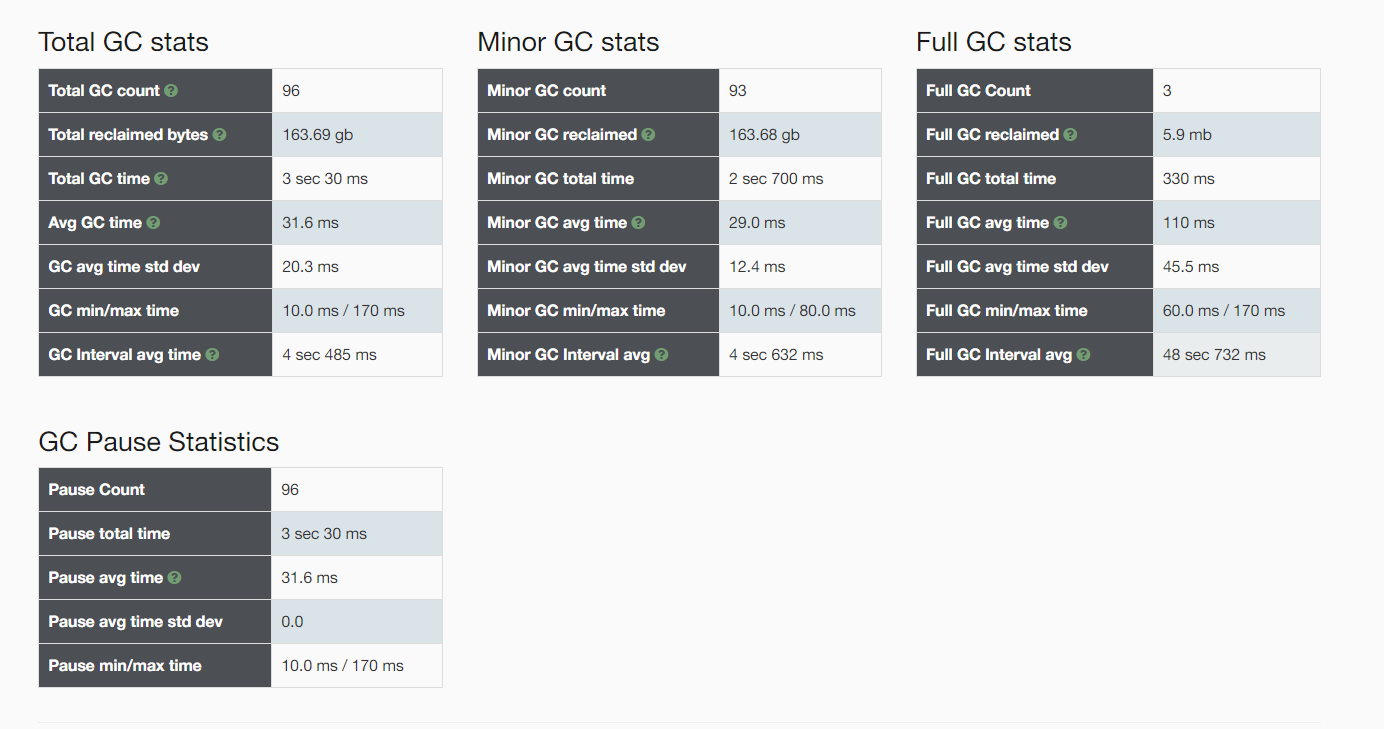 Total GC stats
Total GC count 96
Total reclaimed bytes 163.69 gb
Total GC time 3 sec 30 ms
Avg GC time 31.6 ms
GC avg time std dev 20.3 ms
GC min/max time 10.0 ms / 170 ms
GC Interval avg time 4 sec 485 ms
Minor GC stats
Minor GC count 93
Minor GC reclaimed 163.68 gb
Minor GC total time 2 sec 700 ms
Minor GC avg time 29.0 ms
Minor GC avg time std dev 12.4 ms
Minor GC min/max time 10.0 ms / 80.0 ms
Minor GC Interval avg 4 sec 632 ms
Full GC stats
Full GC Count 3
Full GC reclaimed 5.9 mb
Full GC total time 330 ms
Full GC avg time 110 ms
Full GC avg time std dev 45.5 ms
Full GC min/max time 60.0 ms / 170 ms
Full GC Interval avg 48 sec 732 ms
GC Pause Statistics
Pause Count 96
Pause total time 3 sec 30 ms
Pause avg time 31.6 ms
Pause avg time std dev 0.0
Pause min/max time 10.0 ms / 170 ms